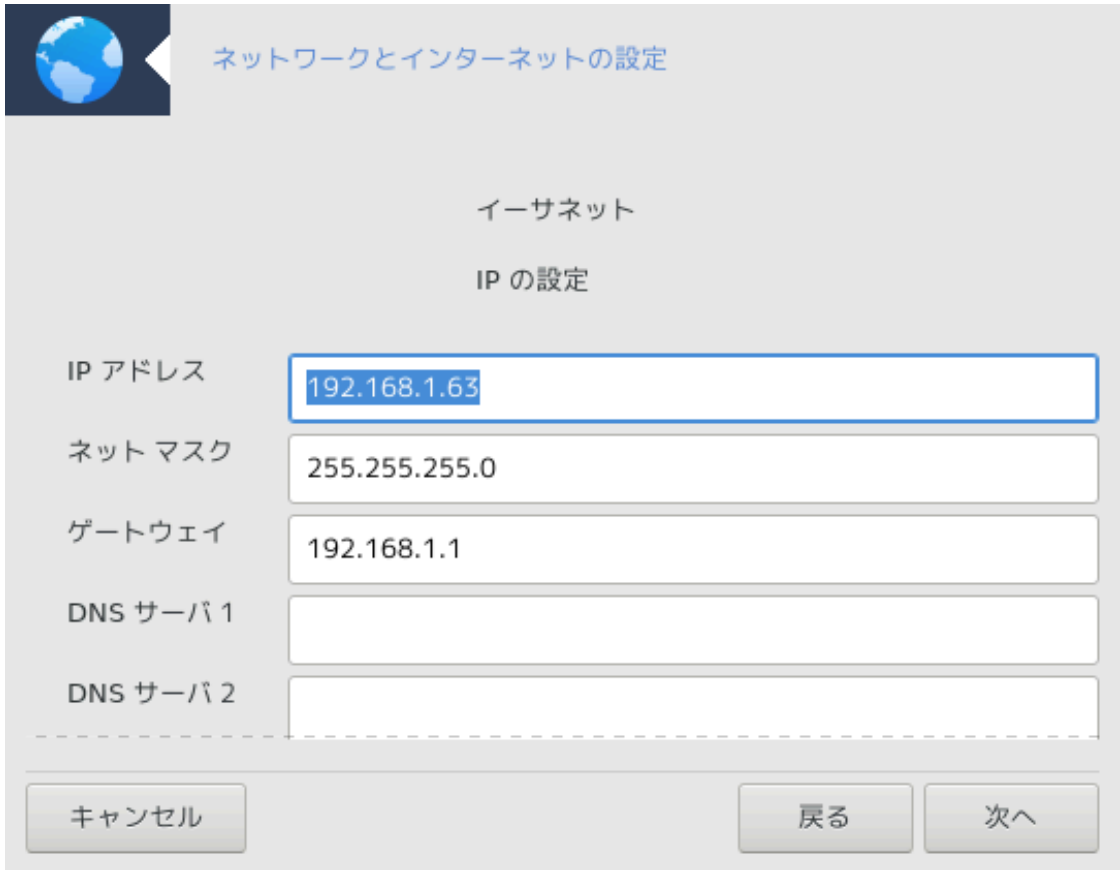 ネットワークとインターネットの設定
イーサネット
IP の設定
IP アドレス
192.168.1.63
ネット マスク
255.255.255.0
ゲートウェイ
192.168.1.1
DNS サーバ 1
DNS サーバ 2
キャンセル 戻る 次へ